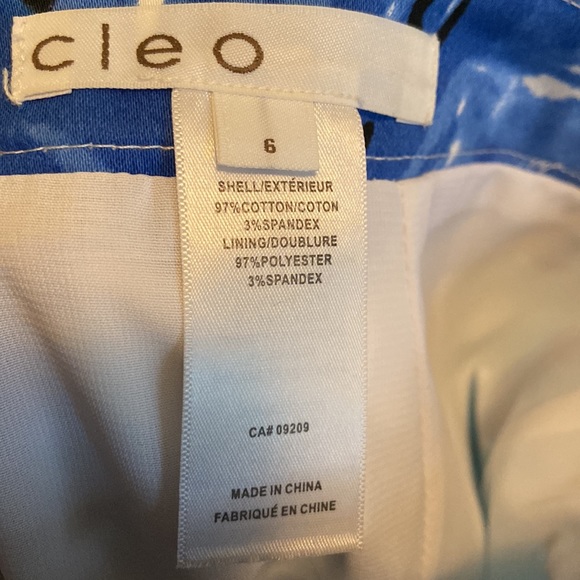 cleo
6
SHELL/EXTÉRIEUR
97%COTTON/COTON
3%SPANDEX
LINING/DOUBLURE
97%POLYESTER
3%SPANDEX
CA# 09209
MADE IN CHINA
FABRIQUÉ EN CHINE